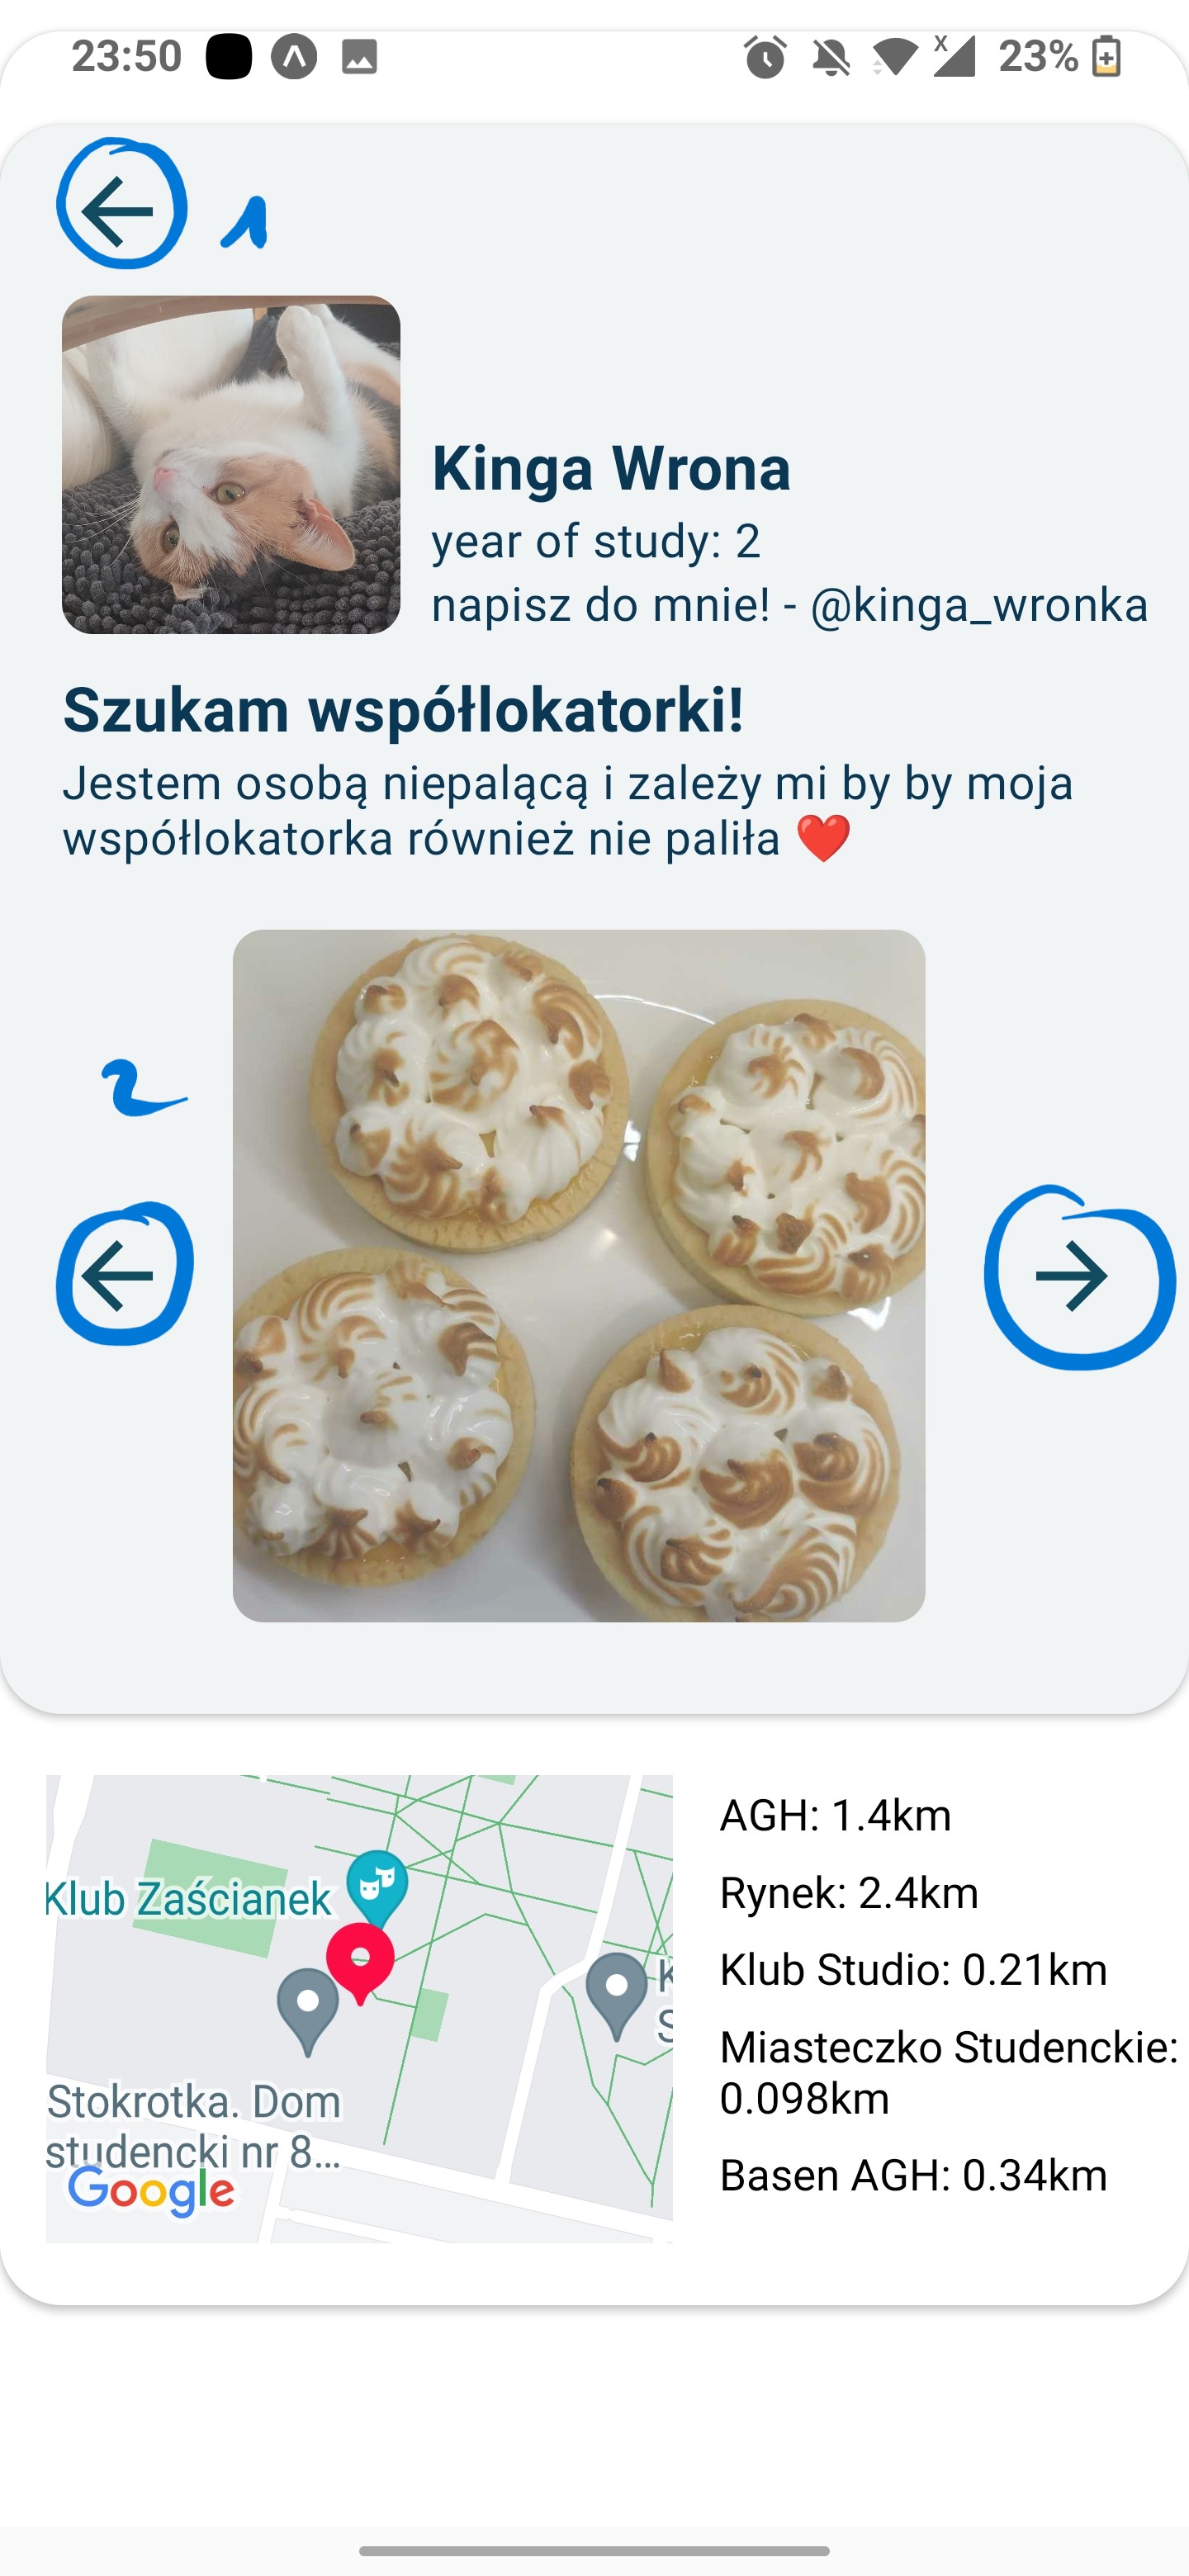 23:50
X
23%
1
Kinga Wrona
year of study: 2
napisz do mnie! - @kinga_wronka
Szukam współlokatorki!
Jestem osobą niepalącą i zależy mi by by moja
współlokatorka również nie paliła ❤️
2
Klub Zaścianek
K
S
Stokrotka. Dom
studencki nr 8...
Google
AGH: 1.4km
Rynek: 2.4km
Klub Studio: 0.21km
Miasteczko Studenckie:
0.098km
Basen AGH: 0.34km